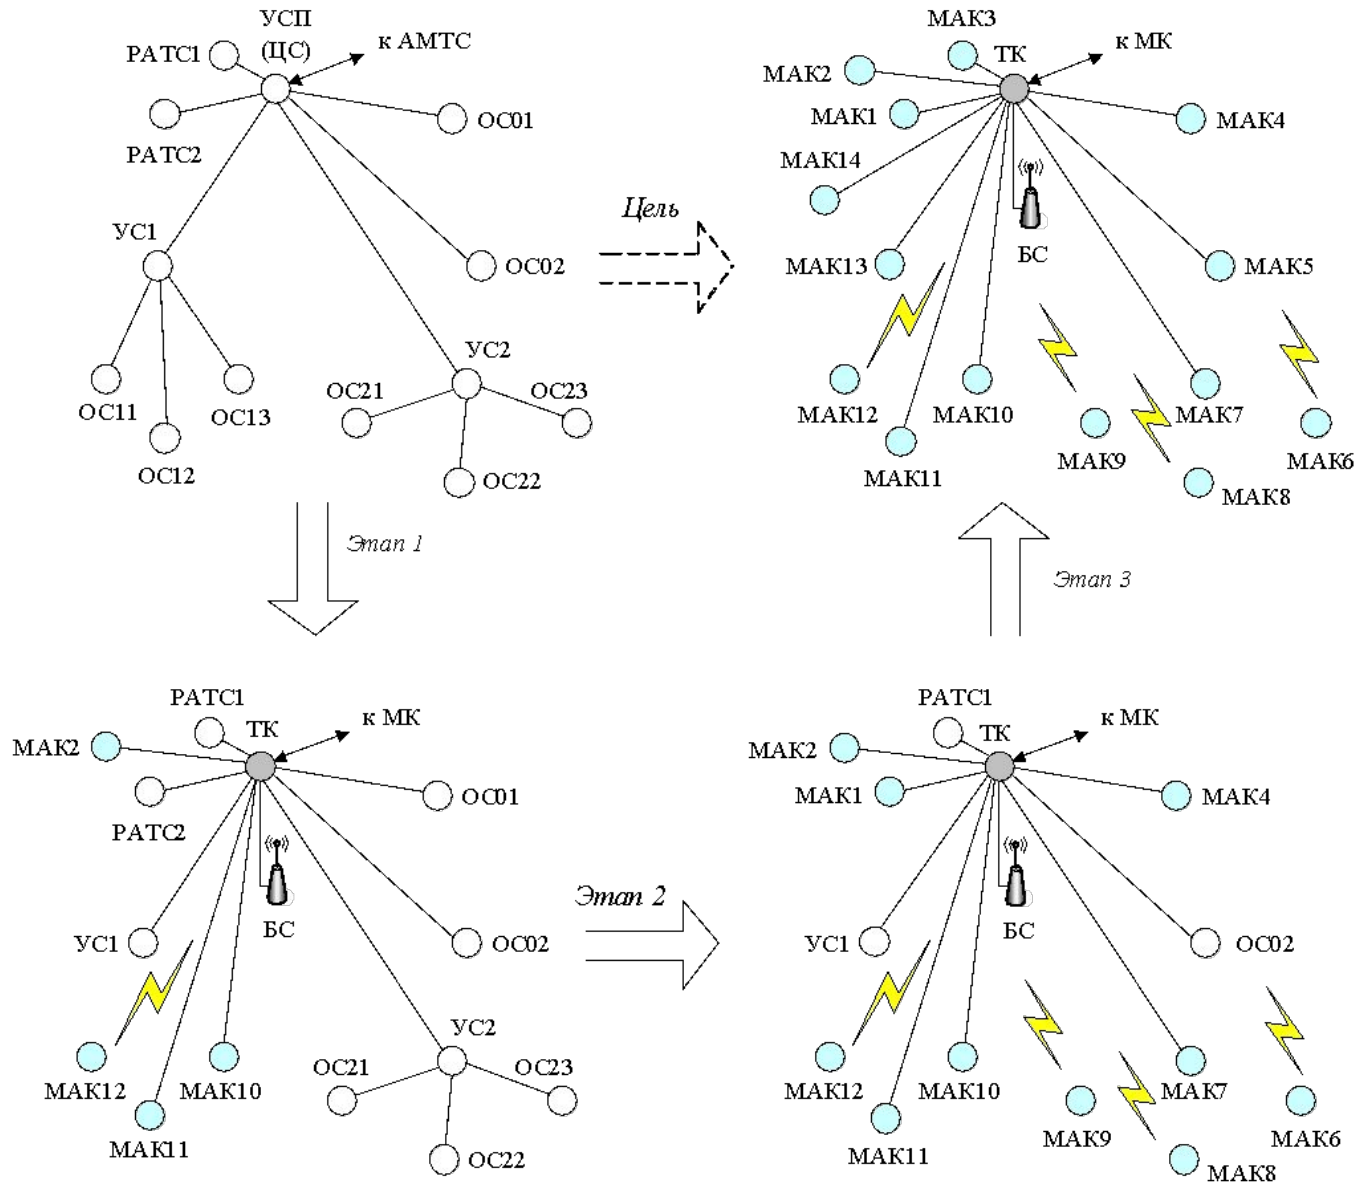 УСП
(ЦС)
РАТС1
к АМТС
РАТС2
ОС01
УС1
ОС02
УС2
ОС11
ОС13
ОС12
ОС21
ОС23
ОС22
Цель
МАК3
ТК
к МК
МАК2
МАК1
МАК4
МАК14
БС
МАК13
МАК5
МАК12
МАК10
МАК7
МАК11
МАК9
МАК6
МАК8
Этап 1
Этап 3
РАТС1
ТК
к МК
МАК2
ОС01
РАТС2
БС
УС1
ОС02
УС2
МАК12
МАК10
МАК11
ОС21
ОС23
ОС22
Этап 2
РАТС1
ТК
к МК
МАК2
МАК1
МАК4
БС
УС1
ОС02
МАК12
МАК10
МАК7
МАК11
МАК9
МАК6
МАК8